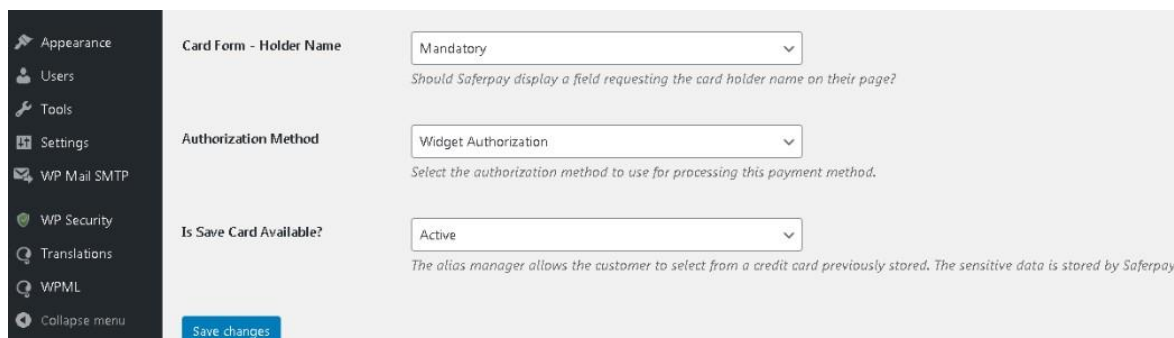 Appearance
Users
Tools
Settings
WP Mail SMTP
WP Security
Translations
WPML
Collapse menu
Card Form - Holder Name
Mandatory
Should Saferpay display a field requesting the card holder name on their page?
Authorization Method
Widget Authorization
Select the authorization method to use for processing this payment method.
Is Save Card Available?
Active
The alias manager allows the customer to select from a credit card previously stored. The sensitive data is stored by Saferpay
Save changes